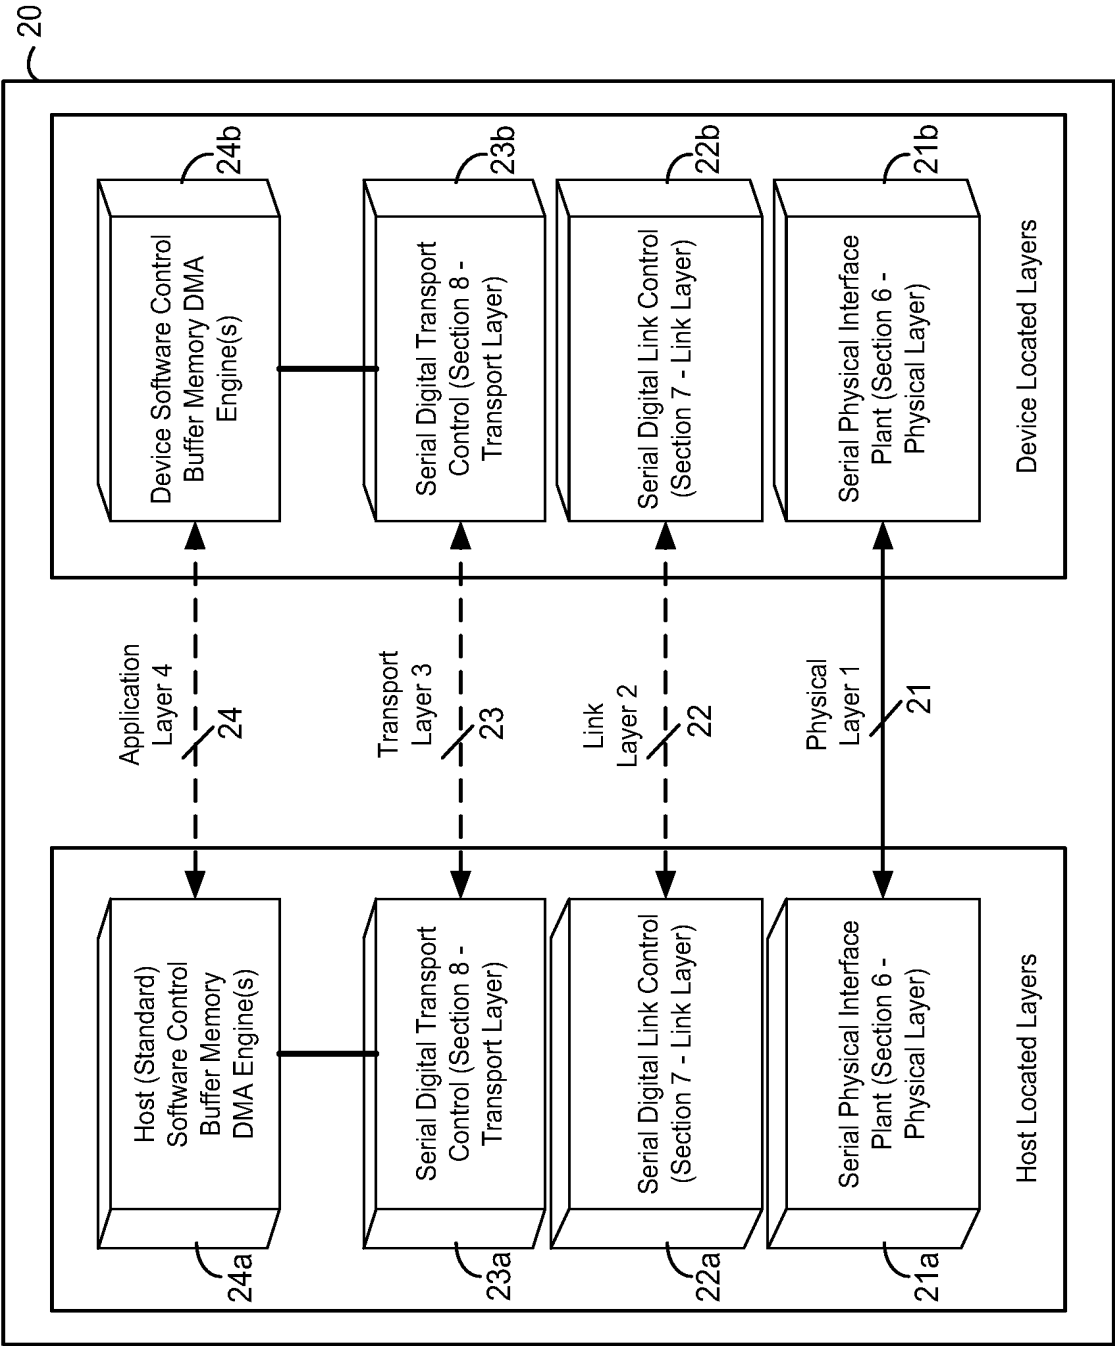 20
Host (Standard)
Software Control
Buffer Memory
DMA Engine(s)
24a
Application
Layer 4
24
Device Software Control
Buffer Memory DMA
Engine(s)
24b
Serial Digital Transport
Control (Section 8 -
Transport Layer)
23a
Transport
Layer 3
23
Serial Digital Transport
Control (Section 8 -
Transport Layer)
23b
Serial Digital Link Control
(Section 7 - Link Layer)
22a
Link
Layer 2
22
Serial Digital Link Control
(Section 7 - Link Layer)
22b
Serial Physical Interface
Plant (Section 6 -
Physical Layer)
21a
Physical
Layer 1
21
Serial Physical Interface
Plant (Section 6 -
Physical Layer)
21b
Host Located Layers
Device Located Layers